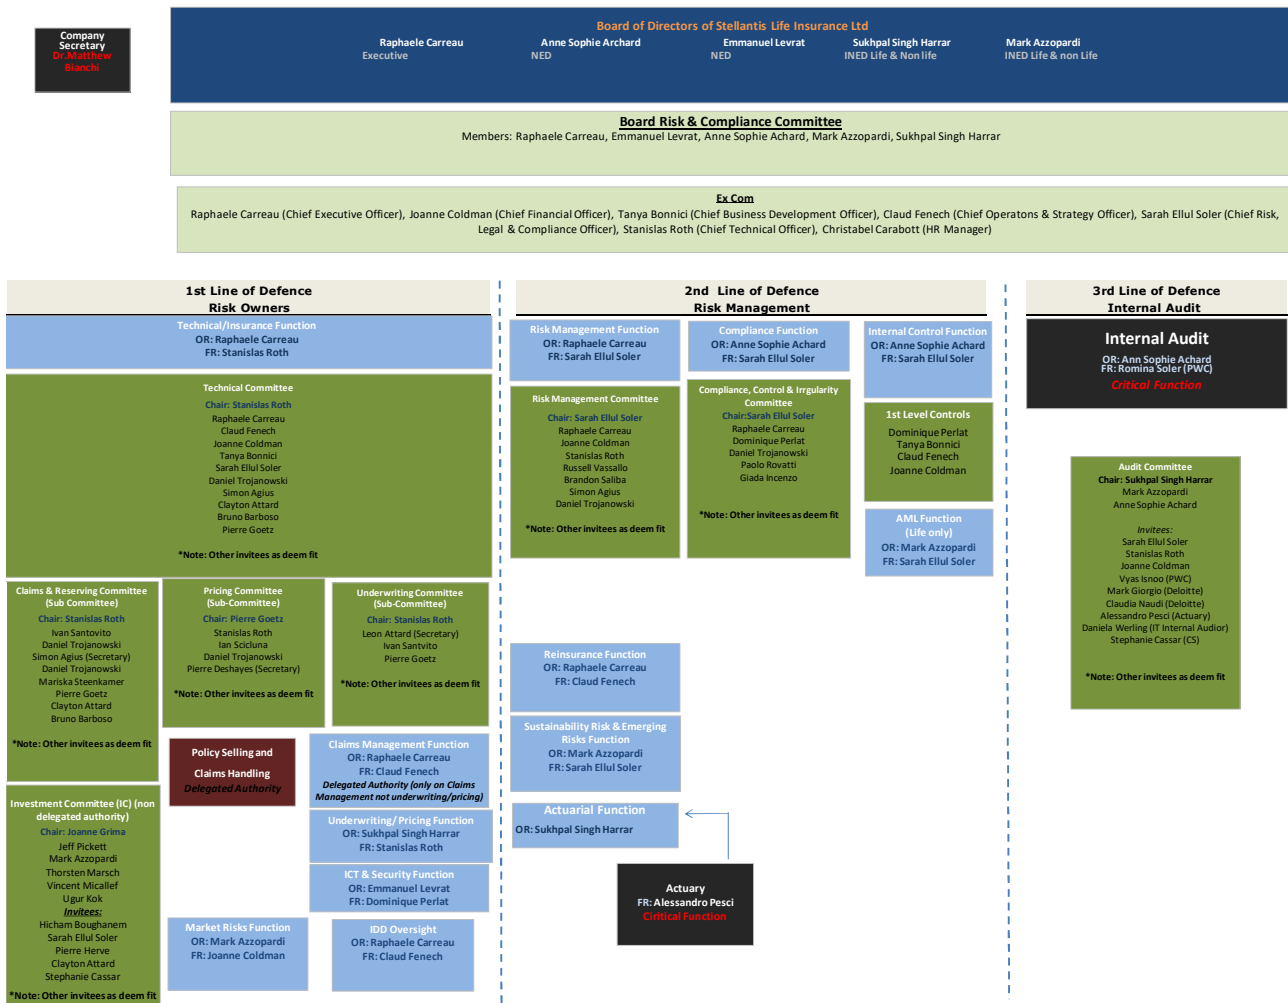 Company
Secretary
Dr.Matthew
Bianchi
Board of Directors of Stellantis Life Insurance Ltd
Raphaele Carreau Anne Sophie Archard Emmanuel Levrat Sukhpal Singh Harrar Mark Azzopardi
Executive NED NED INED Life & Non life INED Life & non Life
Board Risk & Compliance Committee
Members: Raphaele Carreau, Emmanuel Levrat, Anne Sophie Achard, Mark Azzopardi, Sukhpal Singh Harrar
Ex Com
Raphaele Carreau (Chief Executive Officer), Joanne Coldman (Chief Financial Officer), Tanya Bonnici (Chief Business Development Officer), Claud Fenech (Chief Operatons & Strategy Officer), Sarah Ellul Soler (Chief Risk,
Legal & Compliance Officer), Stanislas Roth (Chief Technical Officer), Christabel Carabott (HR Manager)
1st Line of Defence
Risk Owners
Technical/Insurance Function
OR: Raphaele Carreau
FR: Stanislas Roth
Technical Committee
Chair: Stanislas Roth
Raphaele Carreau
Claud Fenech
Joanne Coldman
Tanya Bonnici
Sarah Ellul Soler
Daniel Trojanowski
Simon Agius
Clayton Attard
Bruno Barboso
Pierre Goetz
*Note: Other invitees as deem fit
Claims & Reserving Committee
(Sub Committee)
Chair: Stanislas Roth
Ivan Santovito
Daniel Trojanowski
Simon Agius (Secretary)
Daniel Trojanowski
Mariska Steenkamer
Pierre Goetz
Clayton Attard
Bruno Barboso
*Note: Other invitees as deem fit
Pricing Committee
(Sub-Committee)
Chair: Pierre Goetz
Stanislas Roth
Ian Scicluna
Daniel Trojanowski
Pierre Deshayes (Secretary)
*Note: Other invitees as deem fit
Underwriting Committee
(Sub-Committee)
Chair: Stanislas Roth
Leon Attard (Secretary)
Ivan Santvito
Pierre Goetz
*Note: Other invitees as deem fit
Policy Selling and
Claims Handling
Delegated Authority
Claims Management Function
OR: Raphaele Carreau
FR: Claud Fenech
Delegated Authority (only on Claims
Management not underwriting/pricing)
Investment Committee (IC) (non
delegated authority)
Chair: Joanne Grima
Jeff Pickett
Mark Azzopardi
Thorsten Marsch
Vincent Micallef
Ugur Kok
Invitees:
Hicham Boughanem
Sarah Ellul Soler
Pierre Herve
Clayton Attard
Stephanie Cassar
*Note: Other invitees as deem fit
Underwriting/ Pricing Function
OR: Sukhpal Singh Harrar
FR: Stanislas Roth
ICT & Security Function
OR: Emmanuel Levrat
FR: Dominique Perlat
Market Risks Function
OR: Mark Azzopardi
FR: Joanne Coldman
IDD Oversight
OR: Raphaele Carreau
FR: Claud Fenech
2nd Line of Defence
Risk Management
Risk Management Function
OR: Raphaele Carreau
FR: Sarah Ellul Soler
Compliance Function
OR: Anne Sophie Achard
FR: Sarah Ellul Soler
Internal Control Function
OR: Anne Sophie Achard
FR: Sarah Ellul Soler
Risk Management Committee
Chair: Sarah Ellul Soler
Raphaele Carreau
Joanne Coldman
Stanislas Roth
Russell Vassallo
Brandon Saliba
Simon Agius
Daniel Trojanowski
*Note: Other invitees as deem fit
Compliance, Control & Irrgularity
Committee
Chair:Sarah Ellul Soler
Raphaele Carreau
Dominique Perlat
Daniel Trojanowski
Paolo Rovatti
Giada Incenzo
*Note: Other invitees as deem fit
1st Level Controls
Dominique Perlat
Tanya Bonnici
Claud Fenech
Joanne Coldman
AML Function
(Life only)
OR: Mark Azzopardi
FR: Sarah Ellul Soler
Reinsurance Function
OR: Raphaele Carreau
FR: Claud Fenech
Sustainability Risk & Emerging
Risks Function
OR: Mark Azzopardi
FR: Sarah Ellul Soler
Actuarial Function
OR: Sukhpal Singh Harrar
Actuary
FR: Alessandro Pesci
Ciritical Function
3rd Line of Defence
Internal Audit
Internal Audit
OR: Ann Sophie Achard
FR: Romina Soler (PWC)
Critical Function
Audit Committee
Chair: Sukhpal Singh Harrar
Mark Azzopardi
Anne Sophie Achard
Invitees:
Sarah Ellul Soler
Stanislas Roth
Joanne Coldman
Vyas Isnoo (PWC)
Mark Giorgio (Deloitte)
Claudia Naudi (Deloitte)
Alessandro Pesci (Actuary)
Daniela Werling (IT Internal Audior)
Stephanie Cassar (CS)
*Note: Other invitees as deem fit